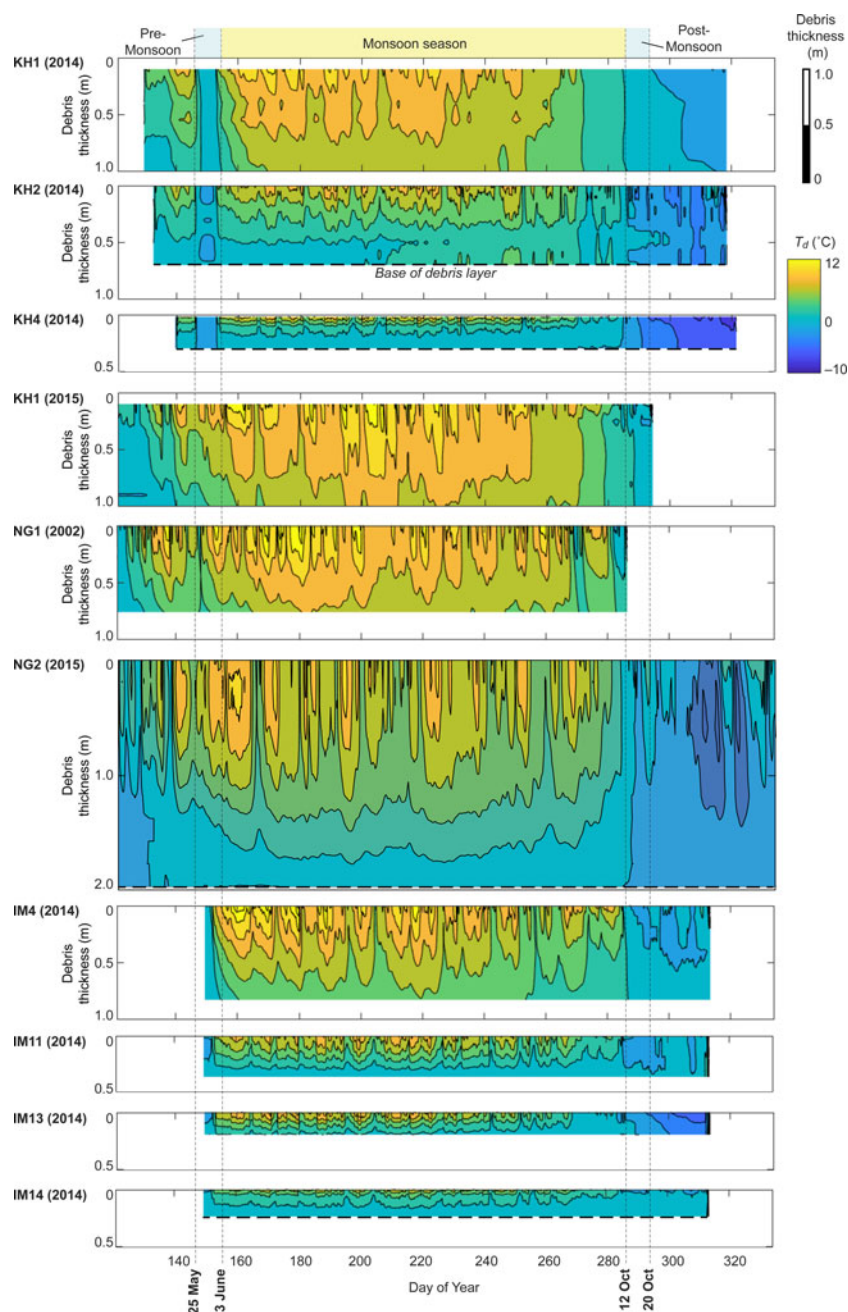 Pre-
Monsoon
Monsoon season
Post-
Monsoon
Debris
thickness
(m)
1.0
0.5
0
KH1 (2014)
Debris
thickness (m)
0
0.5
1.0
KH2 (2014)
Debris
thickness (m)
0
0.5
1.0
Base of debris layer
Td (˚C)
12
0
−10
KH4 (2014)
0
0.5
KH1 (2015)
Debris
thickness (m)
0
0.5
1.0
NG1 (2002)
Debris
thickness (m)
0
0.5
1.0
NG2 (2015)
Debris
thickness (m)
0
1.0
2.0
IM4 (2014)
Debris
thickness (m)
0
0.5
1.0
IM11 (2014)
0
0.5
IM13 (2014)
0
0.5
IM14 (2014)
0
0.5
140 160 180 200 220 240 260 280 300 320
Day of Year
25 May
3 June
12 Oct
20 Oct